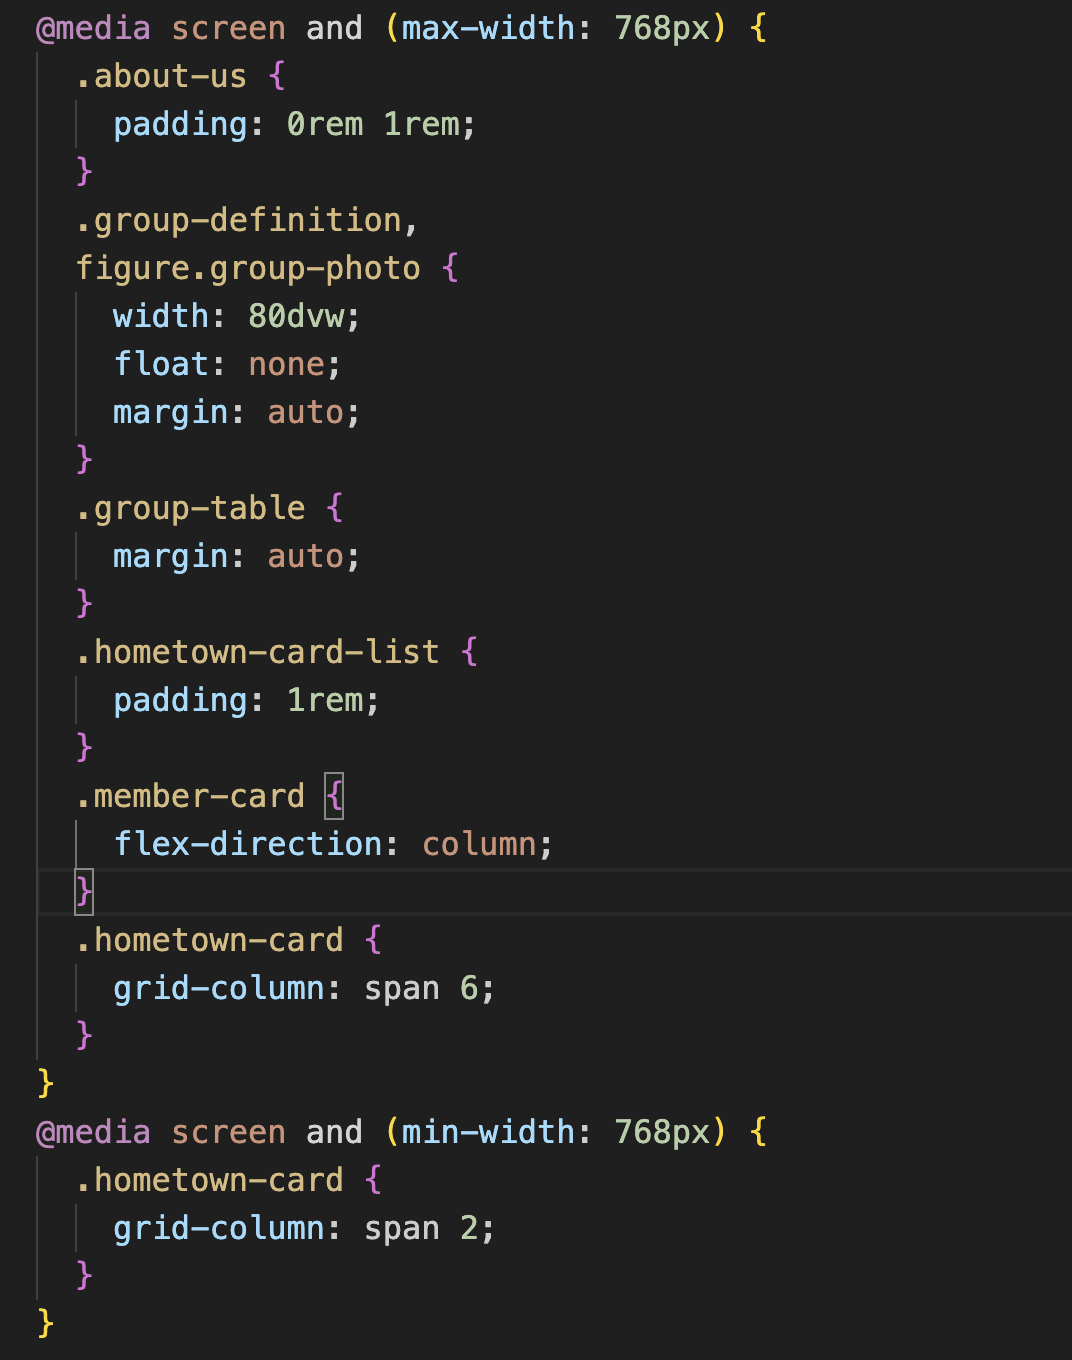 @media screen and (max-width: 768px) {
  .about-us {
    padding: 0rem 1rem;
  }
  .group-definition,
  figure.group-photo {
    width: 80dvw;
    float: none;
    margin: auto;
  }
  .group-table {
    margin: auto;
  }
  .hometown-card-list {
    padding: 1rem;
  }
  .member-card {
    flex-direction: column;
  }
  .hometown-card {
    grid-column: span 6;
  }
}
@media screen and (min-width: 768px) {
  .hometown-card {
    grid-column: span 2;
  }
}